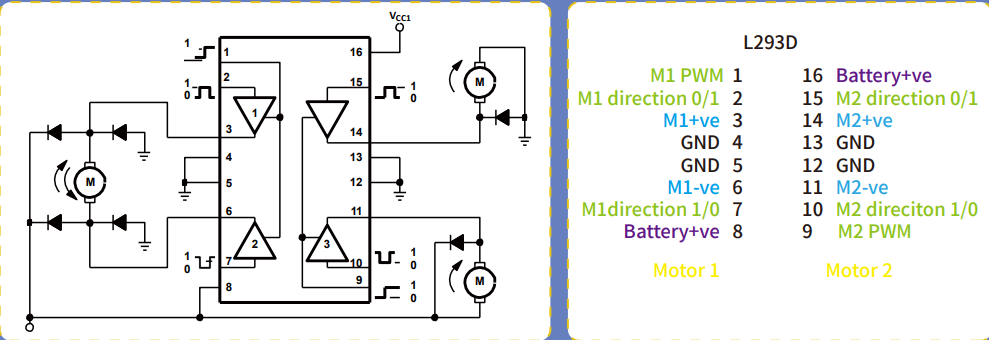 VCC1
1
1
16
2
15
1
0
1
0
M
1
3
14
4
13
5
12
M
6
11
2
3
1
0
7
10
1
0
8
9
1
0
M
L293D
M1 PWM 1 16 Battery+ve
M1 direction 0/1 2 15 M2 direction 0/1
M1+ve 3 14 M2+ve
GND 4 13 GND
GND 5 12 GND
M1-ve 6 11 M2-ve
M1direction 1/0 7 10 M2 direciton 1/0
Battery+ve 8 9 M2 PWM
Motor 1 Motor 2